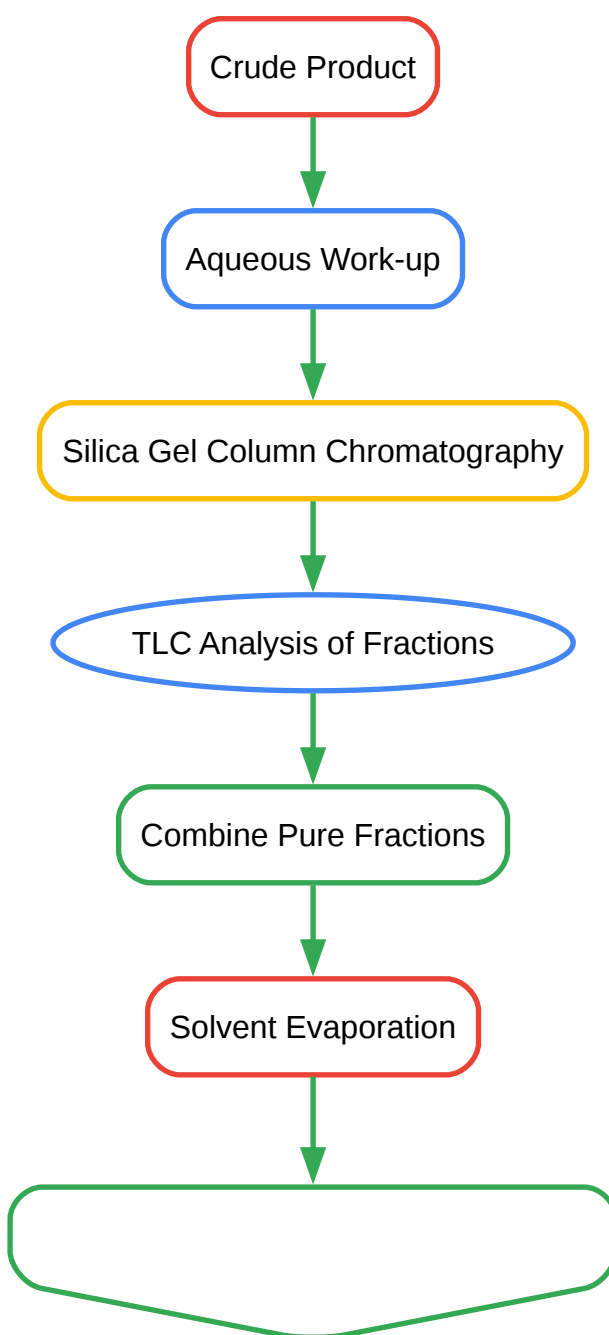 Crude Product
Aqueous Work-up
Silica Gel Column Chromatography
TLC Analysis of Fractions
Combine Pure Fractions
Solvent Evaporation